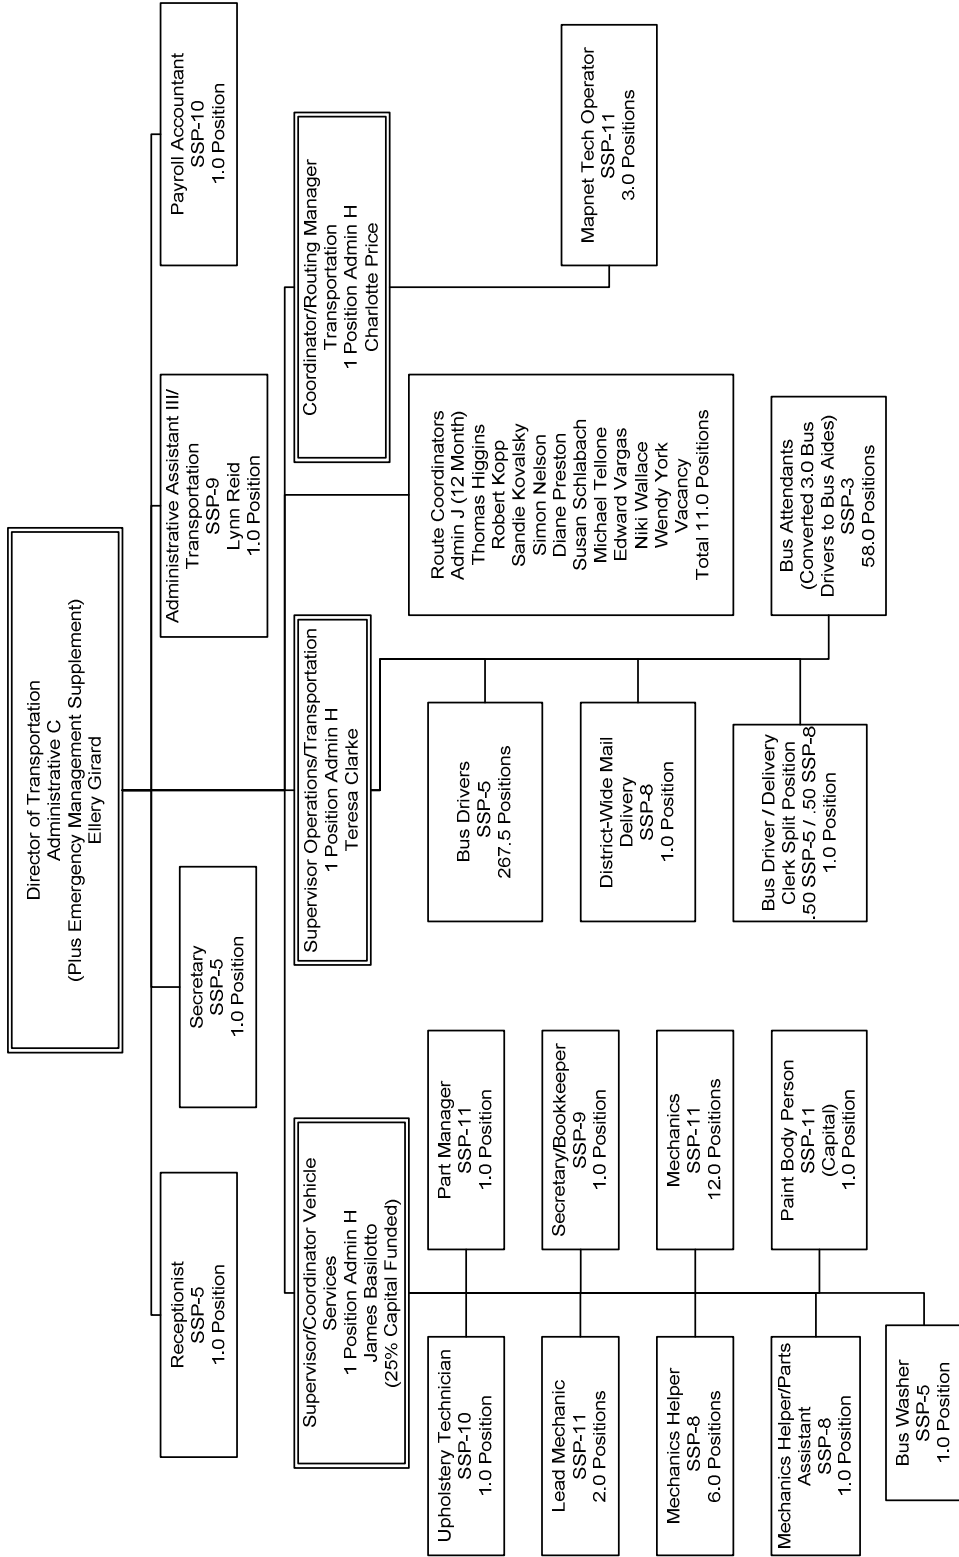 Director of Transportation
Administrative C
(Plus Emergency Management Supplement)
Ellery Girard
Receptionist
SSP-5
1.0 Position
Secretary
SSP-5
1.0 Position
Administrative Assistant III/
Transportation
SSP-9
Lynn Reid
1.0 Position
Payroll Accountant
SSP-10
1.0 Position
Supervisor/Coordinator Vehicle
Services
1 Position Admin H
James Basilotto
(25% Capital Funded)
Supervisor Operations/Transportation
1 Position Admin H
Teresa Clarke
Coordinator/Routing Manager
Transportation
1 Position Admin H
Charlotte Price
Upholstery Technician
SSP-10
1.0 Position
Part Manager
SSP-11
1.0 Position
Lead Mechanic
SSP-11
2.0 Positions
Secretary/Bookkeeper
SSP-9
1.0 Position
Mechanics Helper
SSP-8
6.0 Positions
Mechanics
SSP-11
12.0 Positions
Mechanics Helper/Parts
Assistant
SSP-8
1.0 Position
Paint Body Person
SSP-11
(Capital)
1.0 Position
Bus Washer
SSP-5
1.0 Position
Bus Drivers
SSP-5
267.5 Positions
District-Wide Mail
Delivery
SSP-8
1.0 Position
Bus Driver / Delivery
Clerk Split Position
.50 SSP-5 / .50 SSP-8
1.0 Position
Bus Attendants
(Converted 3.0 Bus
Drivers to Bus Aides)
SSP-3
58.0 Positions
Route Coordinators
Admin J (12 Month)
Thomas Higgins
Robert Kopp
Sandie Kovalsky
Simon Nelson
Diane Preston
Susan Schlabach
Michael Tellone
Edward Vargas
Niki Wallace
Wendy York
Vacancy
Total 11.0 Positions
Mapnet Tech Operator
SSP-11
3.0 Positions